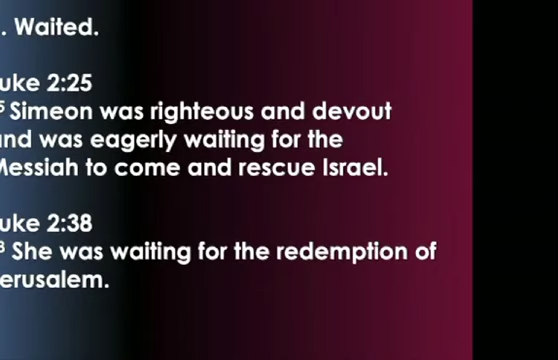 . Waited.
uke 2:25
5 Simeon was righteous and devout
nd was eagerly waiting for the
Messiah to come and rescue Israel.
uke 2:38
8 She was waiting for the redemption of
erusalem.